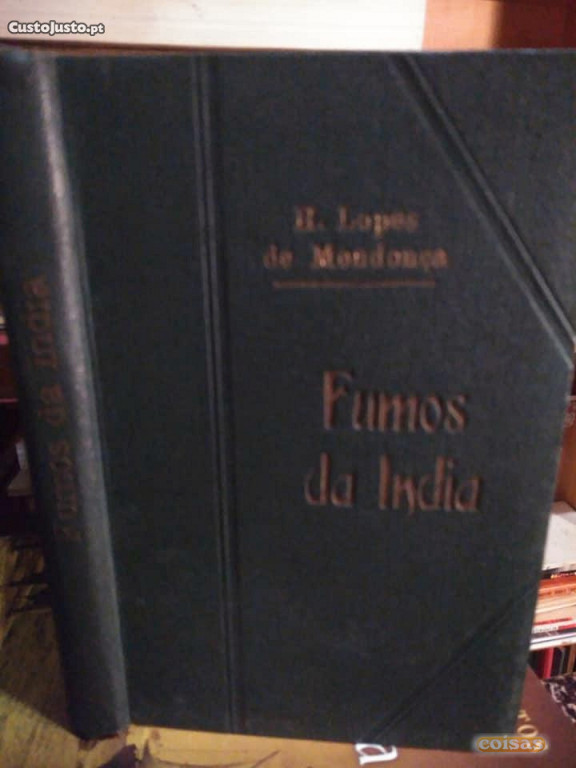 CustoJusto.pt
H. Lopes
de Mendonça
Fumos
da India
Fumos da India
coisas